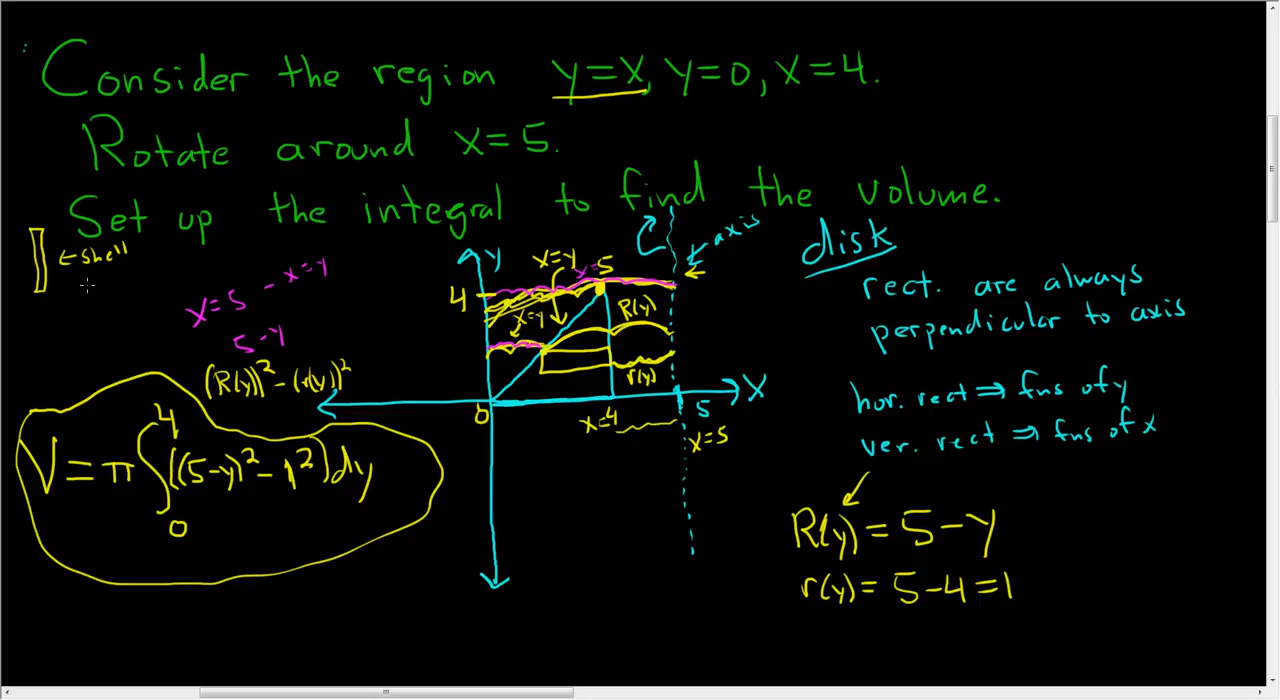 Consider the region y=x, y=0, x=4.
Rotate around x=5.
Set up the integral to find the volume.
←shell
x=5 - x=y
5-y
(R(y))² - (r(y))²
V = π ∫₀⁴ [(5-y)² - 1²] dy
y
x=y
x=5
4
x=y
R(y)
r(y)
0
x=4
5
x
x=5
axis
disk
rect. are always
perpendicular to axis
hor. rect ⇒ fns of y
ver. rect ⇒ fns of x
R(y) = 5-y
r(y) = 5-4=1